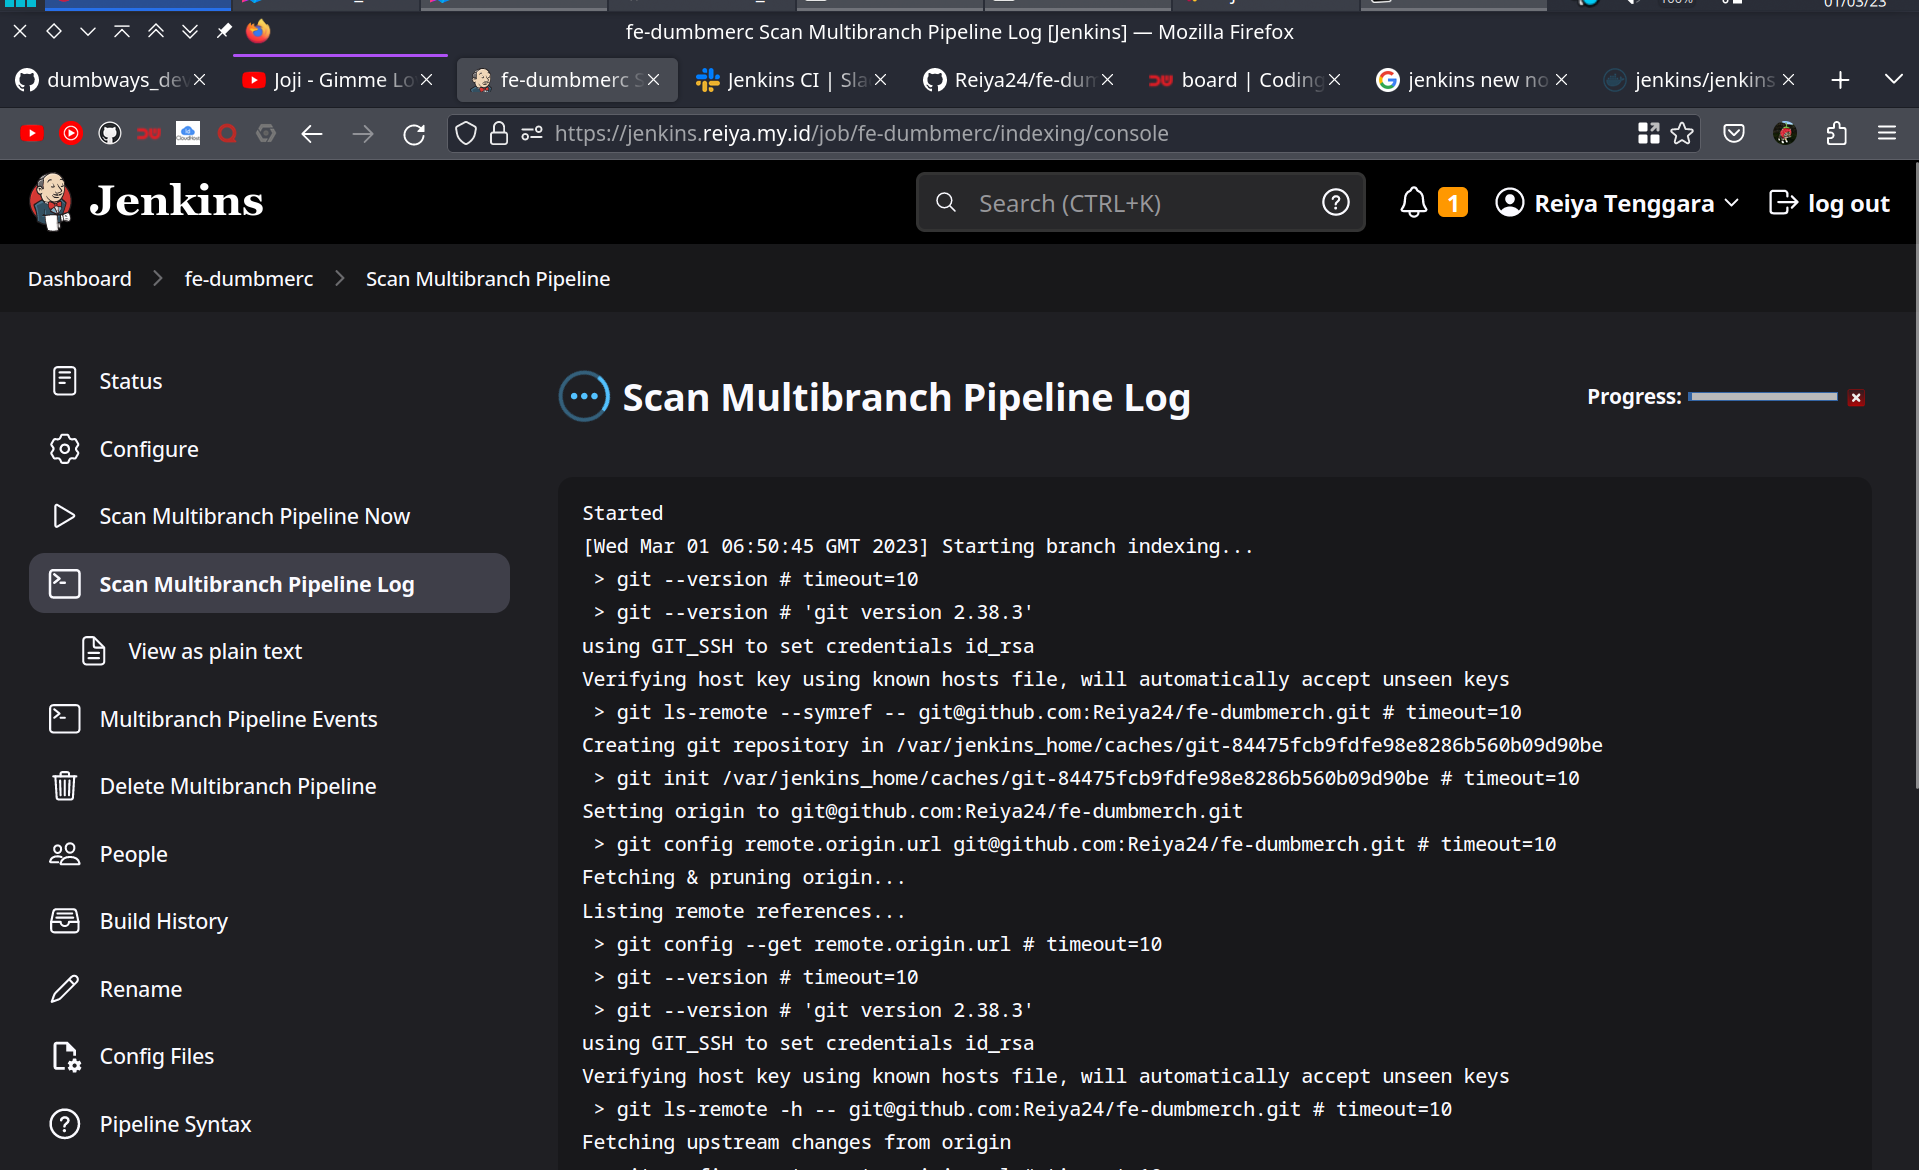 fe-dumbmerc Scan Multibranch Pipeline Log [Jenkins] — Mozilla Firefox
dumbways_dev
Joji - Gimme Lo
fe-dumbmerc S
Jenkins CI | Sla
Reiya24/fe-dum
board | Coding
jenkins new no
jenkins/jenkins
https://jenkins.reiya.my.id/job/fe-dumbmerc/indexing/console
Jenkins
Search (CTRL+K)
1
Reiya Tenggara
log out
Dashboard
fe-dumbmerc
Scan Multibranch Pipeline
Status
Configure
Scan Multibranch Pipeline Now
Scan Multibranch Pipeline Log
View as plain text
Multibranch Pipeline Events
Delete Multibranch Pipeline
People
Build History
Rename
Config Files
Pipeline Syntax
Scan Multibranch Pipeline Log
Progress:
Started
[Wed Mar 01 06:50:45 GMT 2023] Starting branch indexing...
> git --version # timeout=10
> git --version # 'git version 2.38.3'
using GIT_SSH to set credentials id_rsa
Verifying host key using known hosts file, will automatically accept unseen keys
> git ls-remote --symref -- git@github.com:Reiya24/fe-dumbmerch.git # timeout=10
Creating git repository in /var/jenkins_home/caches/git-84475fcb9fdfe98e8286b560b09d90be
> git init /var/jenkins_home/caches/git-84475fcb9fdfe98e8286b560b09d90be # timeout=10
Setting origin to git@github.com:Reiya24/fe-dumbmerch.git
> git config remote.origin.url git@github.com:Reiya24/fe-dumbmerch.git # timeout=10
Fetching & pruning origin...
Listing remote references...
> git config --get remote.origin.url # timeout=10
> git --version # timeout=10
> git --version # 'git version 2.38.3'
using GIT_SSH to set credentials id_rsa
Verifying host key using known hosts file, will automatically accept unseen keys
> git ls-remote -h -- git@github.com:Reiya24/fe-dumbmerch.git # timeout=10
Fetching upstream changes from origin